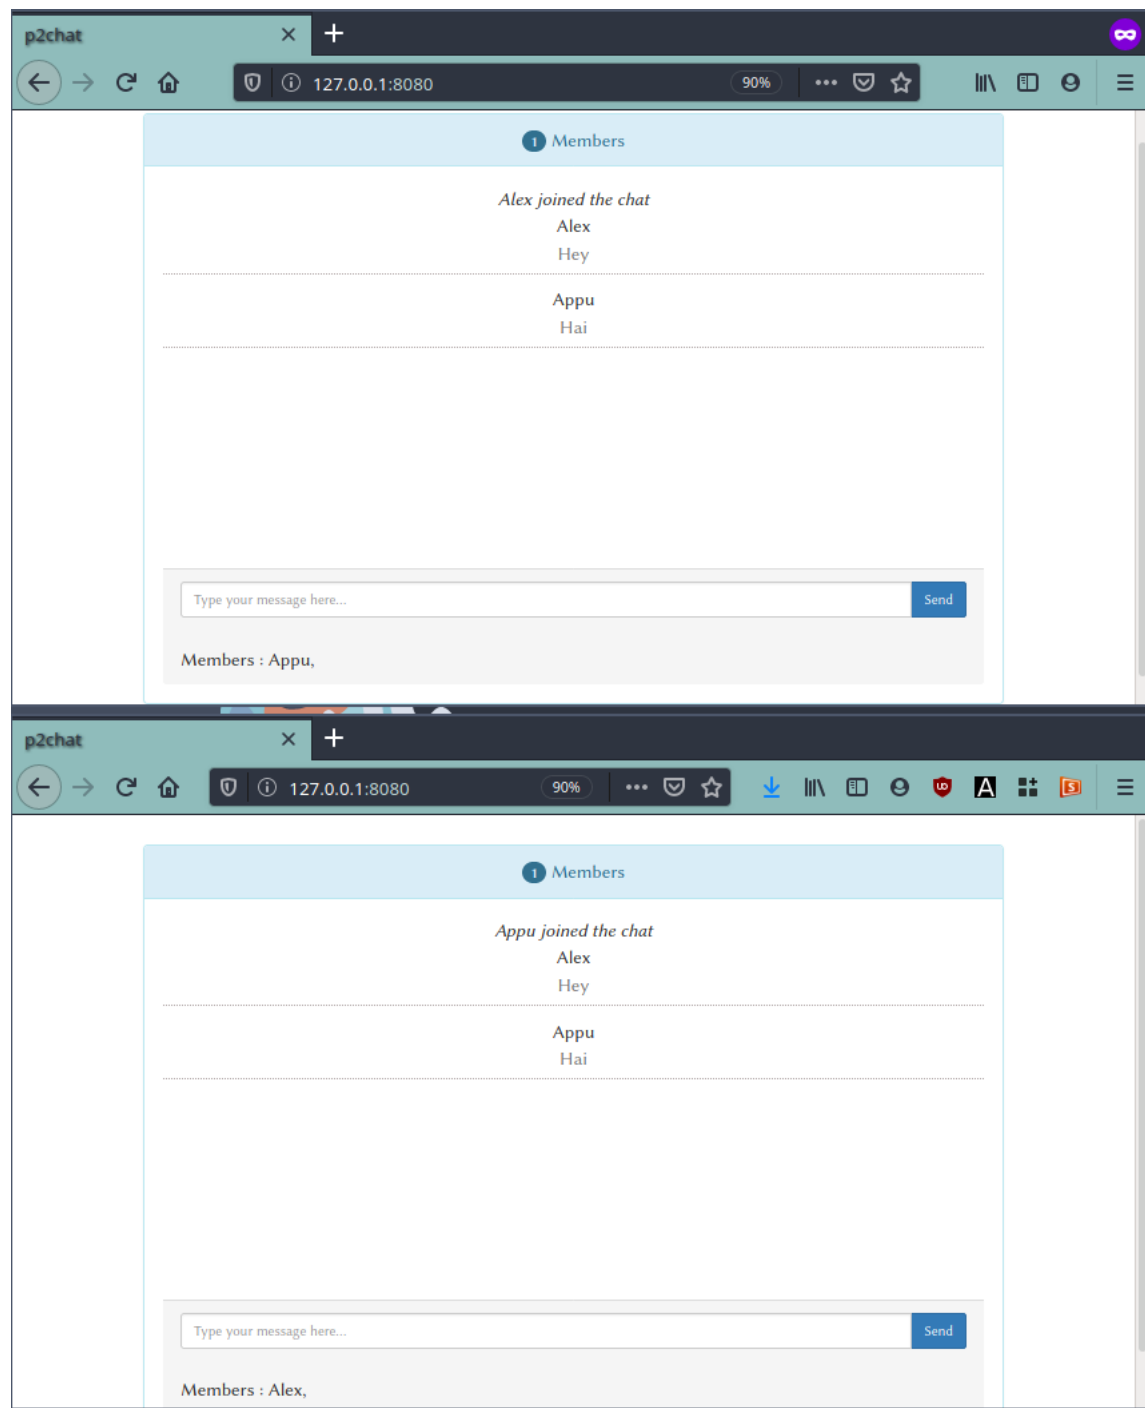 p2chat
127.0.0.1:8080 90%
1 Members
Alex joined the chat
Alex
Hey
Appu
Hai
Type your message here... Send
Members : Appu,
p2chat
127.0.0.1:8080 90%
1 Members
Appu joined the chat
Alex
Hey
Appu
Hai
Type your message here... Send
Members : Alex,